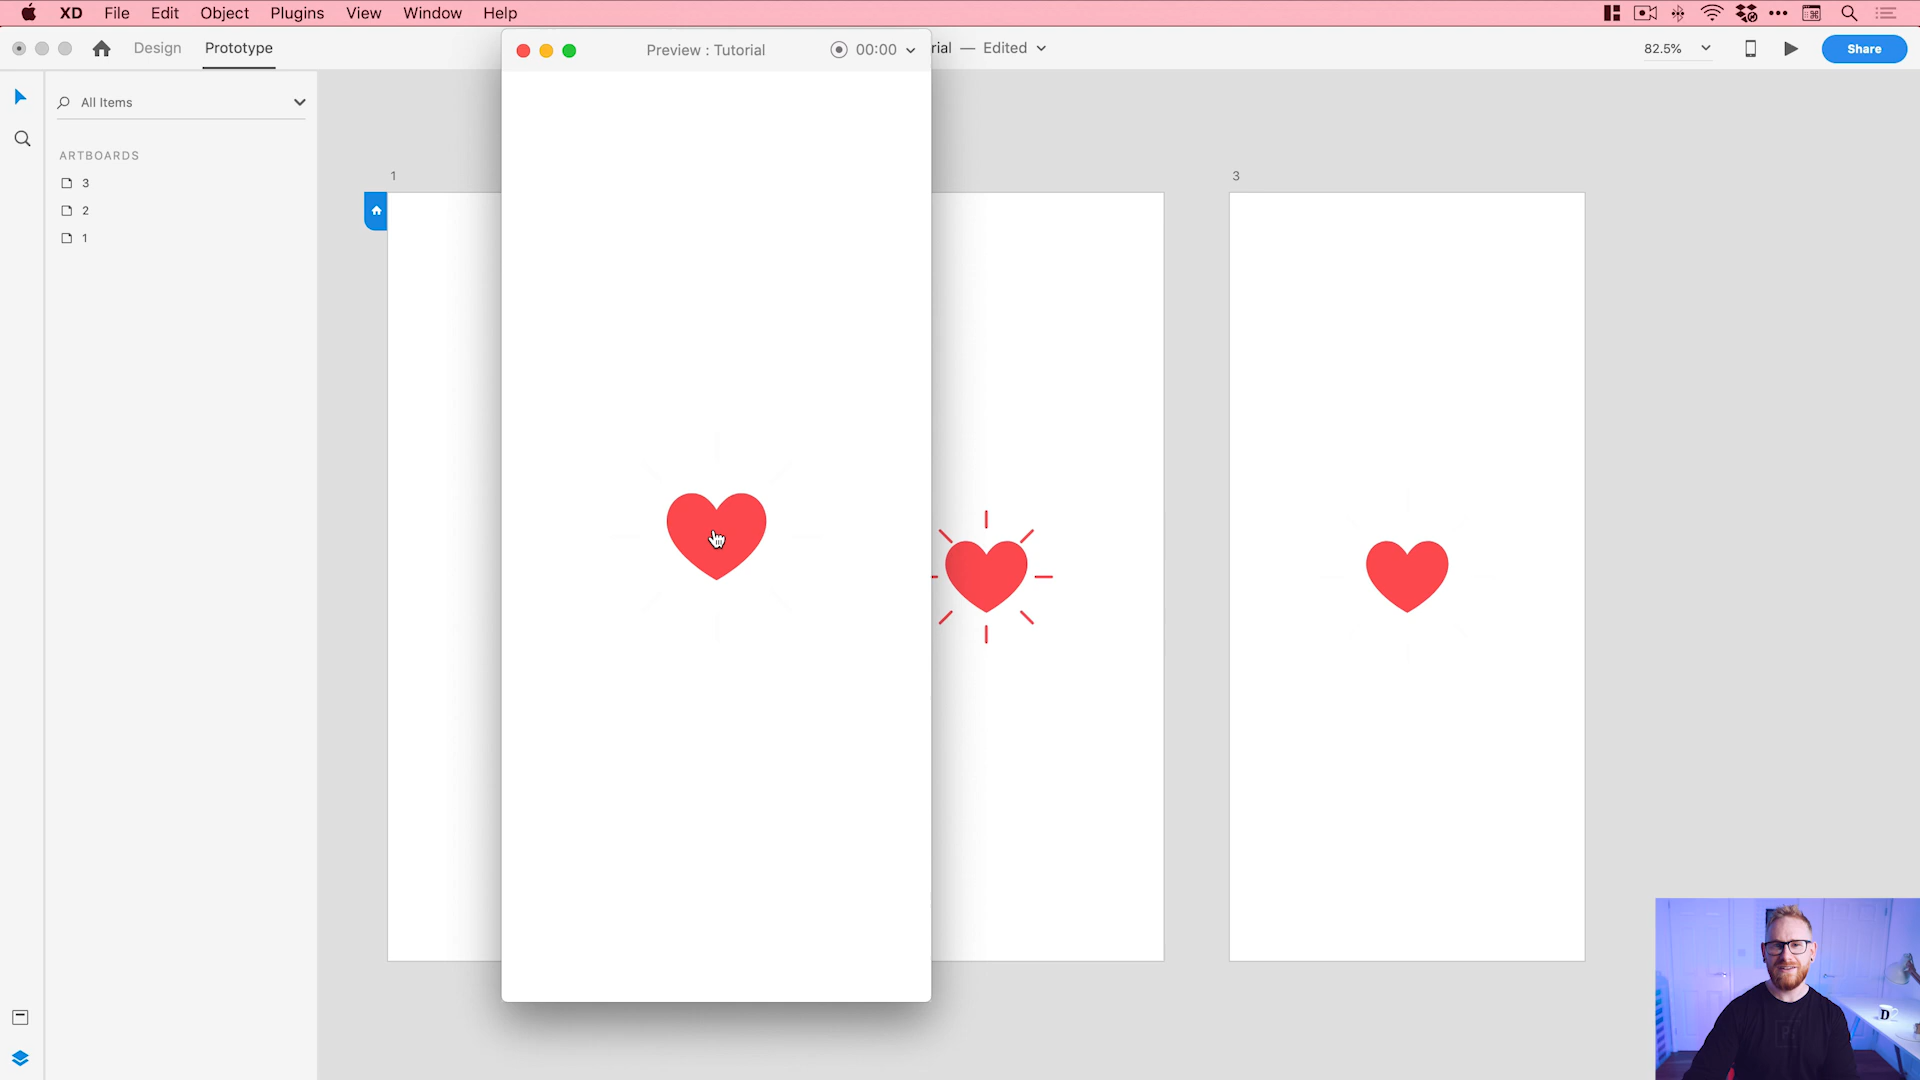 XD File Edit Object Plugins View Window Help
Design Prototype
Preview : Tutorial 00:00
rial — Edited
82.5%
Share
All Items
ARTBOARDS
3
2
1
1
3
D